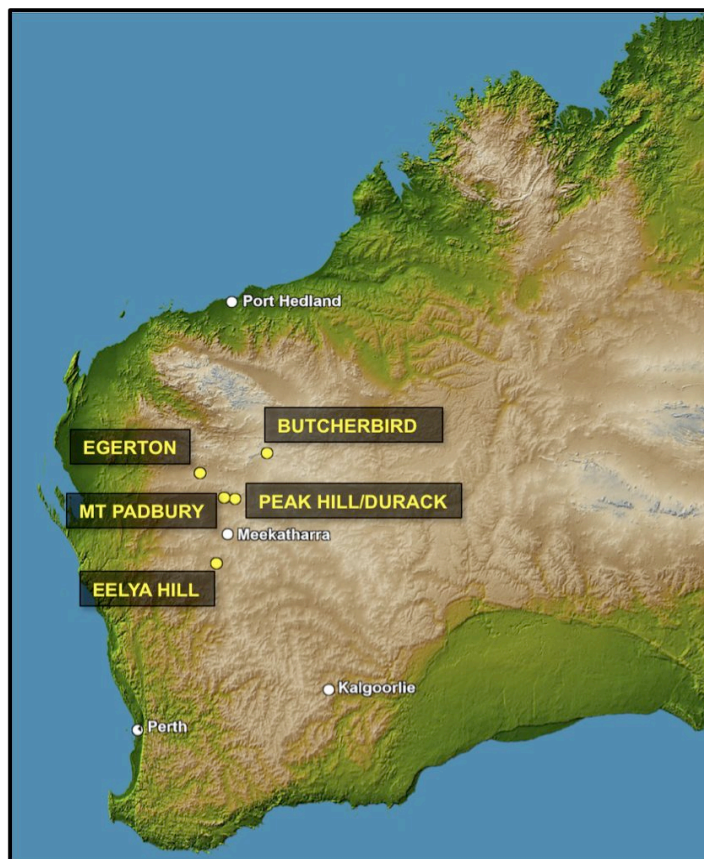 Port Hedland
BUTCHERBIRD
EGERTON
MT PADBURY
PEAK HILL/DURACK
Meekatharra
EELYA HILL
Kalgoorlie
Perth